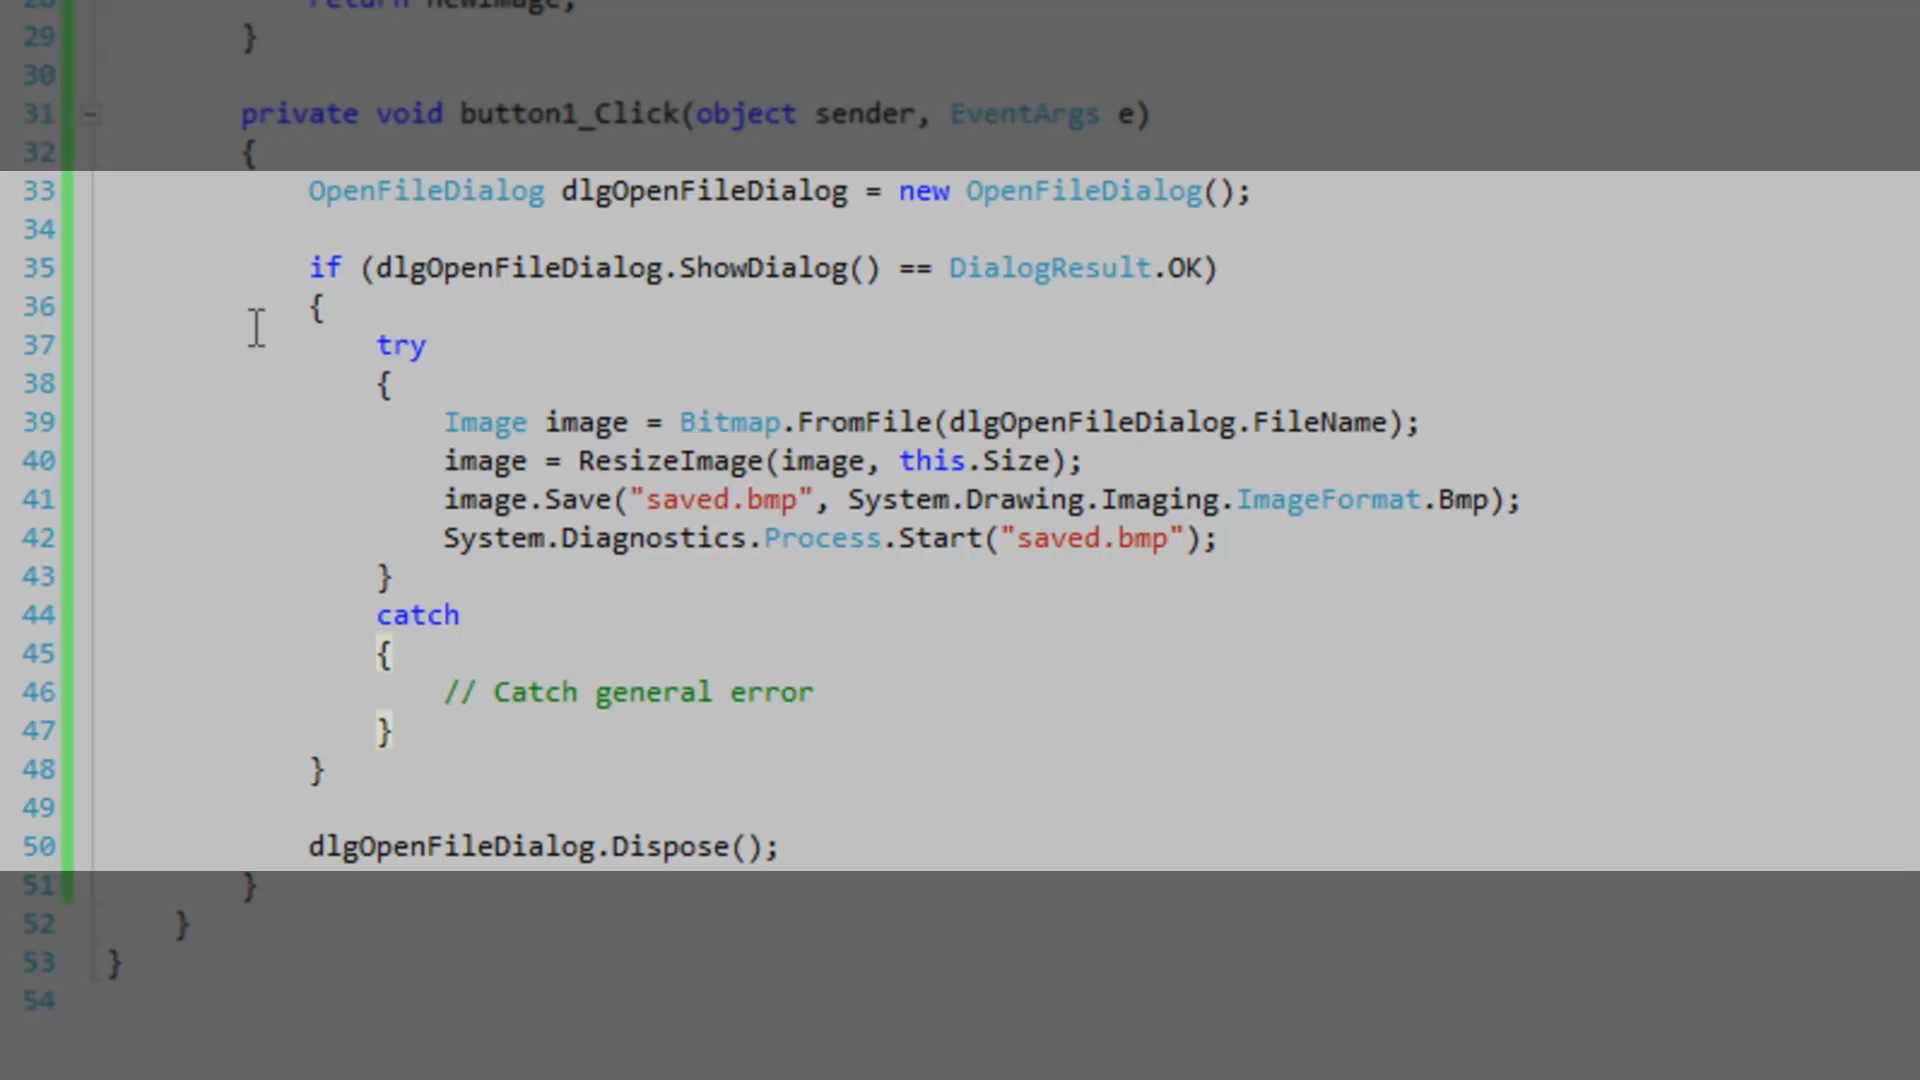 28 return newImage;
29 }
30
31 private void button1_Click(object sender, EventArgs e)
32 {
33 OpenFileDialog dlgOpenFileDialog = new OpenFileDialog();
34
35 if (dlgOpenFileDialog.ShowDialog() == DialogResult.OK)
36 {
37 try
38 {
39 Image image = Bitmap.FromFile(dlgOpenFileDialog.FileName);
40 image = ResizeImage(image, this.Size);
41 image.Save("saved.bmp", System.Drawing.Imaging.ImageFormat.Bmp);
42 System.Diagnostics.Process.Start("saved.bmp");
43 }
44 catch
45 {
46 // Catch general error
47 }
48 }
49
50 dlgOpenFileDialog.Dispose();
51 }
52 }
53 }
54